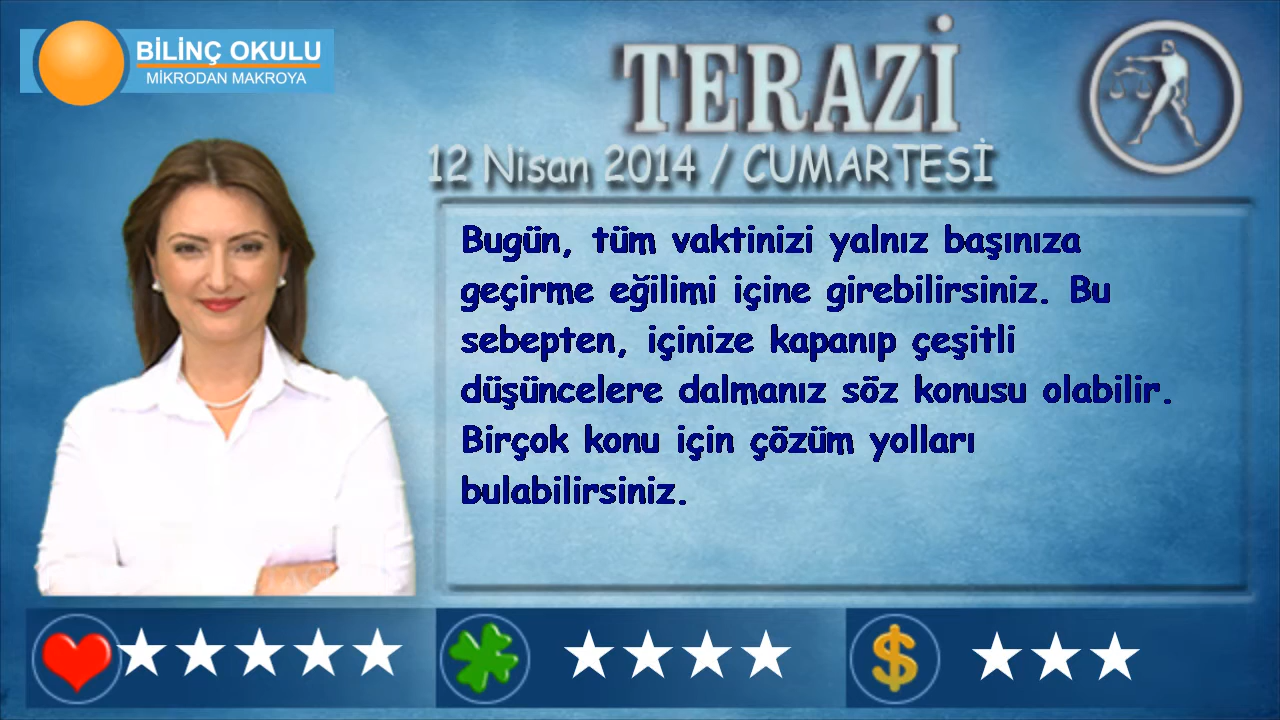 BİLİNÇ OKULU
MİKRODAN MAKROYA
TERAZİ
12 Nisan 2014 / CUMARTESİ
Bugün, tüm vaktinizi yalnız başınıza
geçirme eğilimi içine girebilirsiniz. Bu
sebepten, içinize kapanıp çeşitli
düşüncelere dalmanız söz konusu olabilir.
Birçok konu için çözüm yolları
bulabilirsiniz.
$